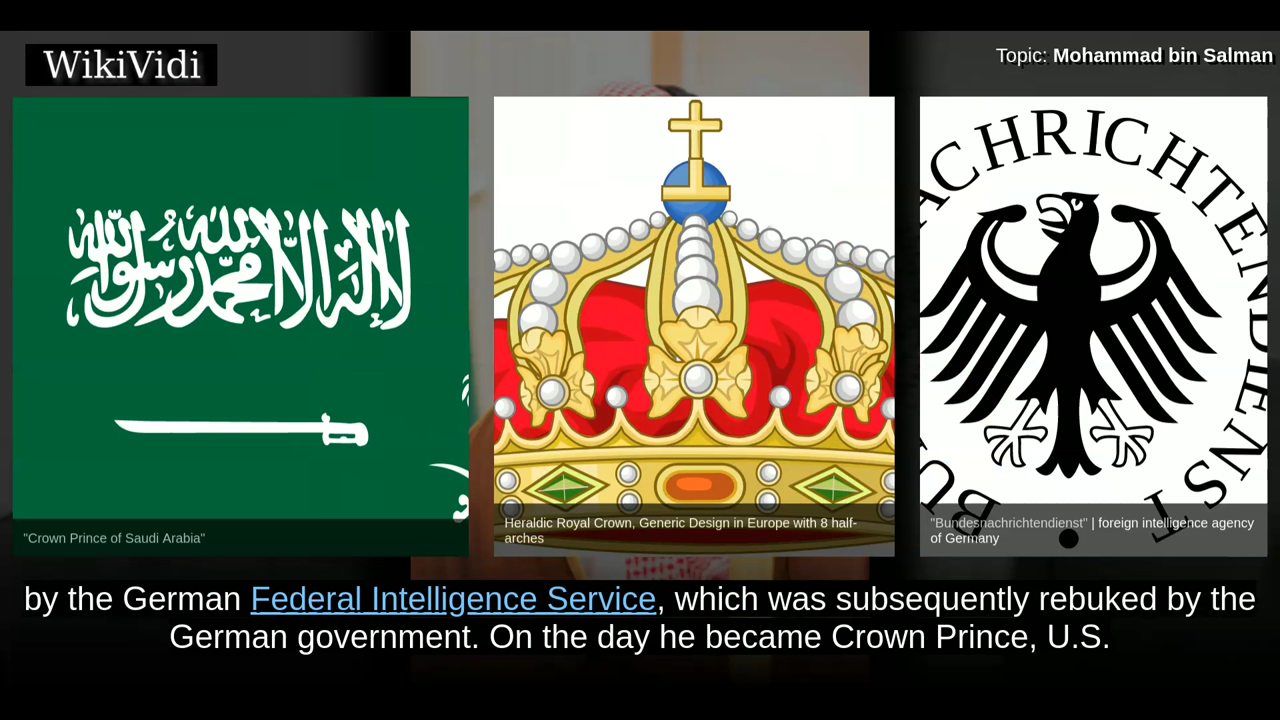 WikiVidi
Topic: Mohammad bin Salman
لا إله إلا الله محمد رسول الله
ACHRICHTENDIENST
BU
"Crown Prince of Saudi Arabia"
Heraldic Royal Crown, Generic Design in Europe with 8 half-
arches
"Bundesnachrichtendienst" | foreign intelligence agency
of Germany
by the German Federal Intelligence Service, which was subsequently rebuked by the
German government. On the day he became Crown Prince, U.S.